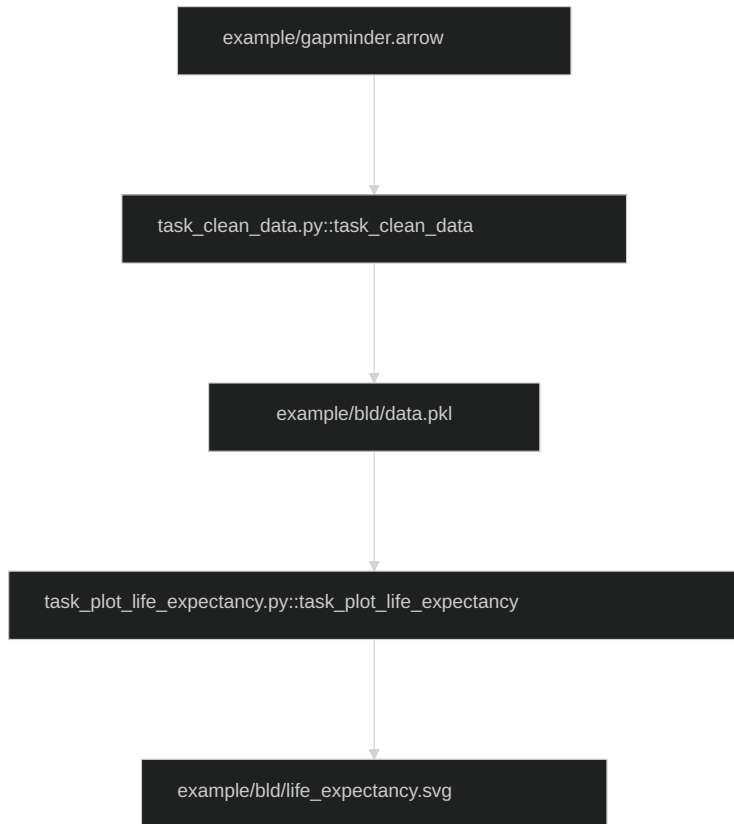 example/gapminder.arrow
task_clean_data.py::task_clean_data
example/bld/data.pkl
task_plot_life_expectancy.py::task_plot_life_expectancy
example/bld/life_expectancy.svg